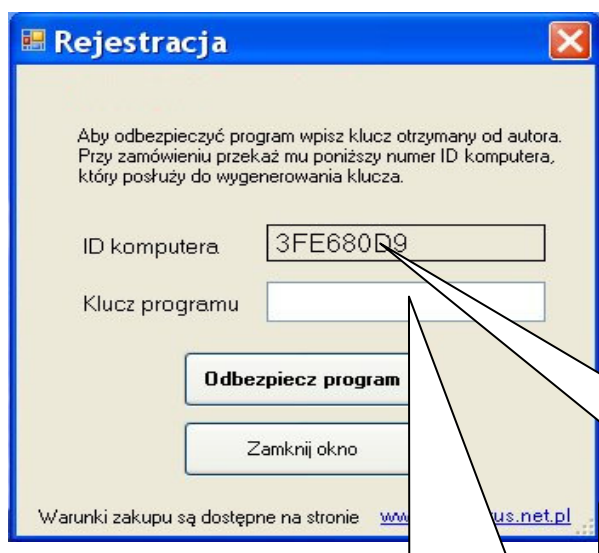 Rejestracja
Aby odbezpieczyć program wpisz klucz otrzymany od autora.
Przy zamówieniu przekaż mu poniższy numer ID komputera,
który posłuży do wygenerowania klucza.
ID komputera 3FE680D9
Klucz programu
Odbezpiecz program
Zamknij okno
Warunki zakupu są dostępne na stronie us.net.pl